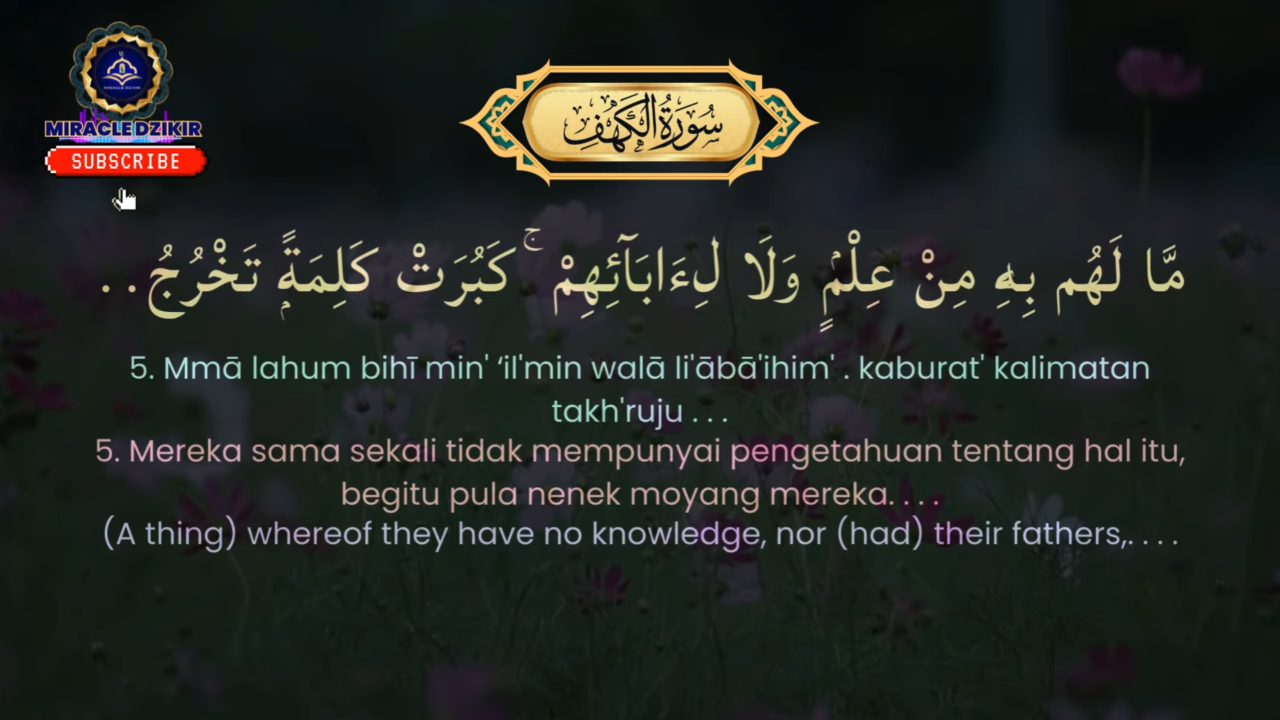 MIRACLE DZIKIR
SUBSCRIBE
سُورَةُ الكَهْفِ
مَّا لَهُم بِهِۦ مِنْ عِلْمٍۢ وَلَا لِـَٔابَآئِهِمْ ۚ كَبُرَتْ كَلِمَةًۭ تَخْرُجُ..
5. Mmā lahum bihī min' ‘il'min walā li'ābā'ihim' . kaburat' kalimatan
takh'ruju . . .
5. Mereka sama sekali tidak mempunyai pengetahuan tentang hal itu,
begitu pula nenek moyang mereka. . . .
(A thing) whereof they have no knowledge, nor (had) their fathers,. . . .